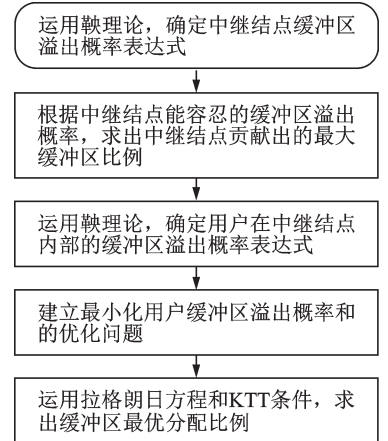 运用鞅理论，确定中继结点缓冲区
溢出概率表达式
根据中继结点能容忍的缓冲区溢出
概率，求出中继结点贡献出的最大
缓冲区比例
运用鞅理论，确定用户在中继结点
内部的缓冲区溢出概率表达式
建立最小化用户缓冲区溢出概率和
的优化问题
运用拉格朗日方程和KTT条件，求
出缓冲区最优分配比例